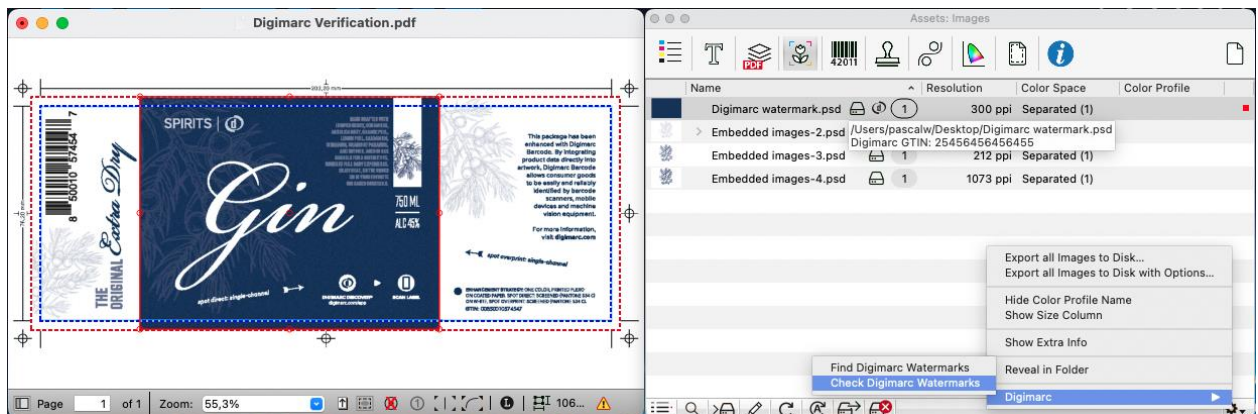 Digimarc Verification.pdf
SPIRITS
Gin
750 ML
ALC 45%
spot direct: single-channel
DIGIMARC DISCOVER®
digimarc.com/app
SCAN LABEL
THE
ORIGINAL
Extra Dry
8 50010 57454 7
This package has been
enhanced with Digimarc
Barcode. By integrating
product data directly into
artwork, Digimarc Barcode
allows consumer goods
to be easily and reliably
identified by barcode
scanners, mobile
devices and machine
vision equipment.
For more information,
visit digimarc.com
spot overprint: single-channel
Page 1 of 1 Zoom: 55,3%
106...
Assets: Images
PDF
42011
Name Resolution Color Space Color Profile
Digimarc watermark.psd 1 300 ppi Separated (1)
Embedded images-2.psd
/Users/pascalw/Desktop/Digimarc watermark.psd
Digimarc GTIN: 25456456456455
Embedded images-3.psd 1 212 ppi Separated (1)
Embedded images-4.psd 1 1073 ppi Separated (1)
Export all Images to Disk...
Export all Images to Disk with Options...
Hide Color Profile Name
Show Size Column
Show Extra Info
Reveal in Folder
Digimarc
Find Digimarc Watermarks
Check Digimarc Watermarks